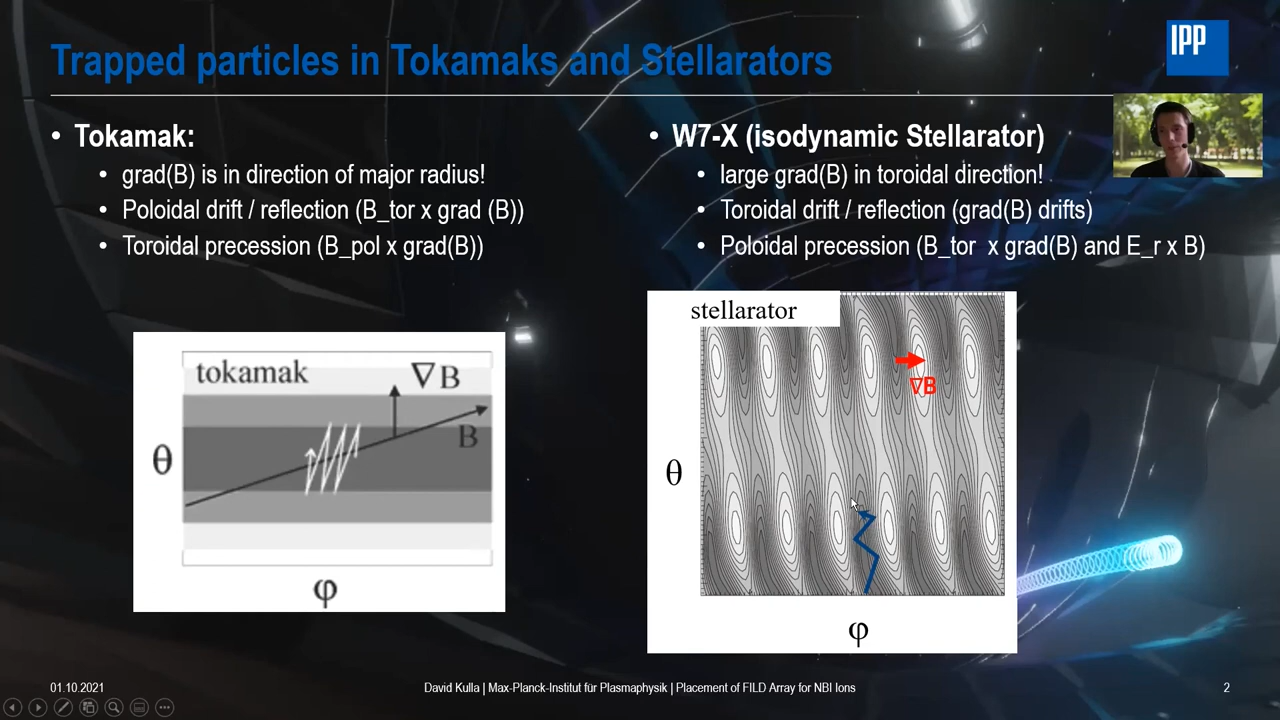 Trapped particles in Tokamaks and Stellarators
IPP
• Tokamak:
• grad(B) is in direction of major radius!
• Poloidal drift / reflection (B_tor x grad (B))
• Toroidal precession (B_pol x grad(B))
tokamak
∇B
B
θ
φ
• W7-X (isodynamic Stellarator)
• large grad(B) in toroidal direction!
• Toroidal drift / reflection (grad(B) drifts)
• Poloidal precession (B_tor x grad(B) and E_r x B)
stellarator
∇B
θ
φ
01.10.2021
David Kulla | Max-Planck-Institut für Plasmaphysik | Placement of FILD Array for NBI Ions
2